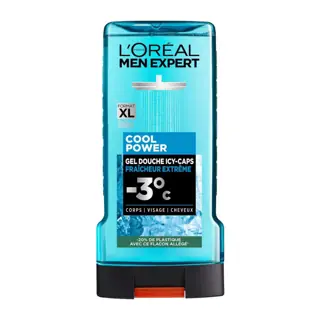 L'ORÉAL
MEN EXPERT
FORMAT
XL
COOL
POWER
GEL DOUCHE ICY-CAPS
FRAÎCHEUR EXTRÊME
-3°C
CORPS | VISAGE | CHEVEUX
-20% DE PLASTIQUE
AVEC CE FLACON ALLÉGÉ*